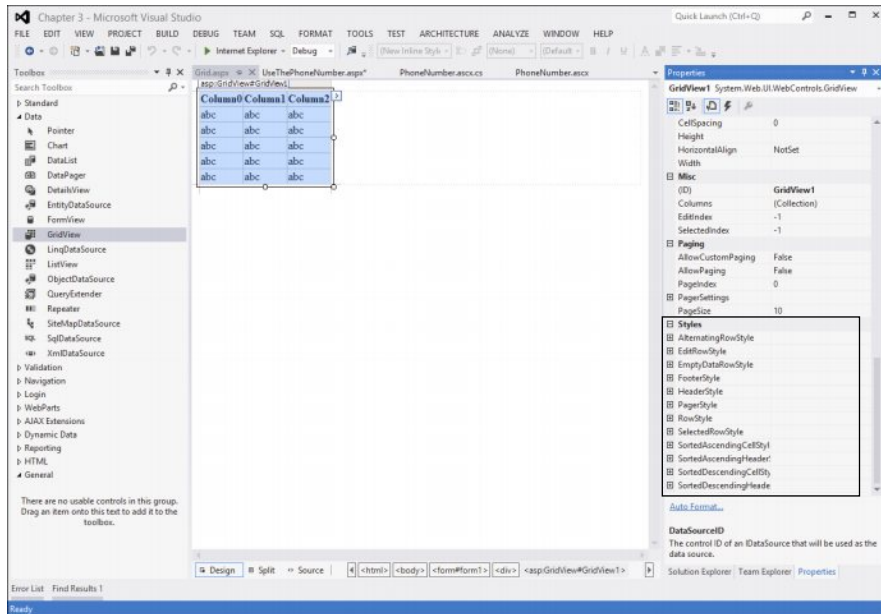 Chapter 3 - Microsoft Visual Studio
Quick Launch (Ctrl+Q)
FILE EDIT VIEW PROJECT BUILD DEBUG TEAM SQL FORMAT TOOLS TEST ARCHITECTURE ANALYZE WINDOW HELP
Internet Explorer Debug (New Inline Style (None) (Default B I U A
Toolbox
Search Toolbox
Standard
Data
Pointer
Chart
DataList
DataPager
DetailsView
EntityDataSource
FormView
GridView
LinqDataSource
ListView
ObjectDataSource
QueryExtender
Repeater
SiteMapDataSource
SqlDataSource
XmlDataSource
Validation
Navigation
Login
WebParts
AJAX Extensions
Dynamic Data
Reporting
HTML
General
There are no usable controls in this group.
Drag an item onto this text to add it to the
toolbox.
Grid.aspx UseThePhoneNumber.aspx* PhoneNumber.ascx.cs PhoneNumber.ascx
asp:GridView#GridView1
Column0 Column1 Column2
abc abc abc
abc abc abc
abc abc abc
abc abc abc
abc abc abc
Design Split Source <html> <body> <form#form1> <div> <asp:GridView#GridView1>
Properties
GridView1 System.Web.UI.WebControls.GridView
CellSpacing 0
Height
HorizontalAlign NotSet
Width
Misc
(ID) GridView1
Columns (Collection)
EditIndex -1
SelectedIndex -1
Paging
AllowCustomPaging False
AllowPaging False
PageIndex 0
PagerSettings
PageSize 10
Styles
AlternatingRowStyle
EditRowStyle
EmptyDataRowStyle
FooterStyle
HeaderStyle
PagerStyle
RowStyle
SelectedRowStyle
SortedAscendingCellStyl
SortedAscendingHeader
SortedDescendingCellSty
SortedDescendingHeade
Auto Format...
DataSourceID
The control ID of an IDataSource that will be used as the
data source.
Solution Explorer Team Explorer Properties
Error List Find Results 1
Ready